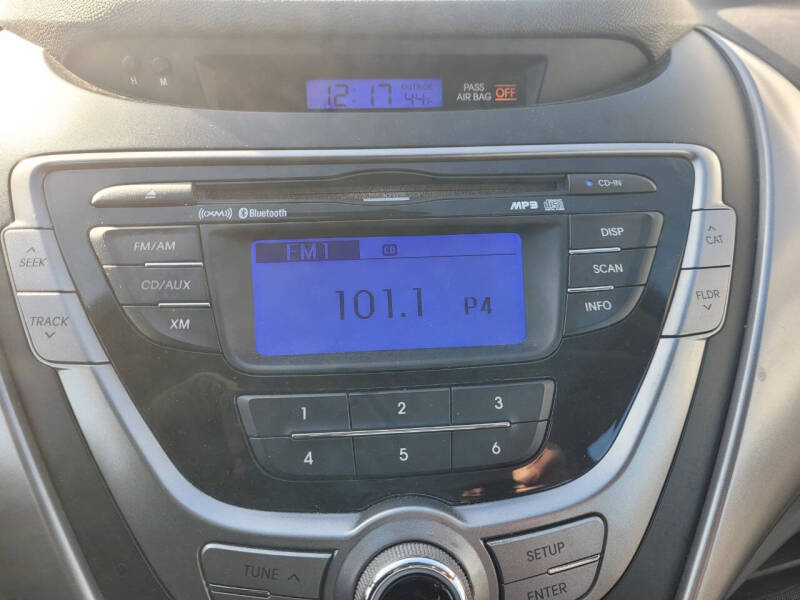 H M
12:17 OUTSIDE 44°F
PASS AIR BAG OFF
CD-IN
((XM)) Bluetooth MP3
FM/AM
CD/AUX
XM
SEEK
TRACK
FM1 CD
101.1 P4
DISP
SCAN
INFO
CAT
FLDR
1 2 3
4 5 6
TUNE
SETUP
ENTER